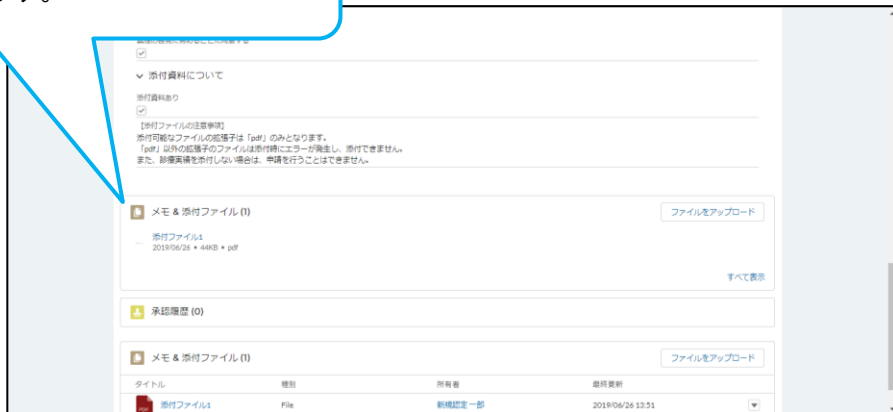 す。
添付資料について
添付資料あり
【添付ファイルの注意事項】
添付可能なファイルの拡張子は「pdf」のみとなります。
「pdf」以外の拡張子のファイルは添付時にエラーが発生し、添付できません。
また、診療実績を添付しない場合は、申請を行うことはできません。
メモ & 添付ファイル (1)
ファイルをアップロード
添付ファイル1
2019/06/26 • 44KB • pdf
すべて表示
承認履歴 (0)
メモ & 添付ファイル (1)
ファイルをアップロード
タイトル 種別 所有者 最終更新
添付ファイル1 File 新規認定一郎 2019/06/26 13:51